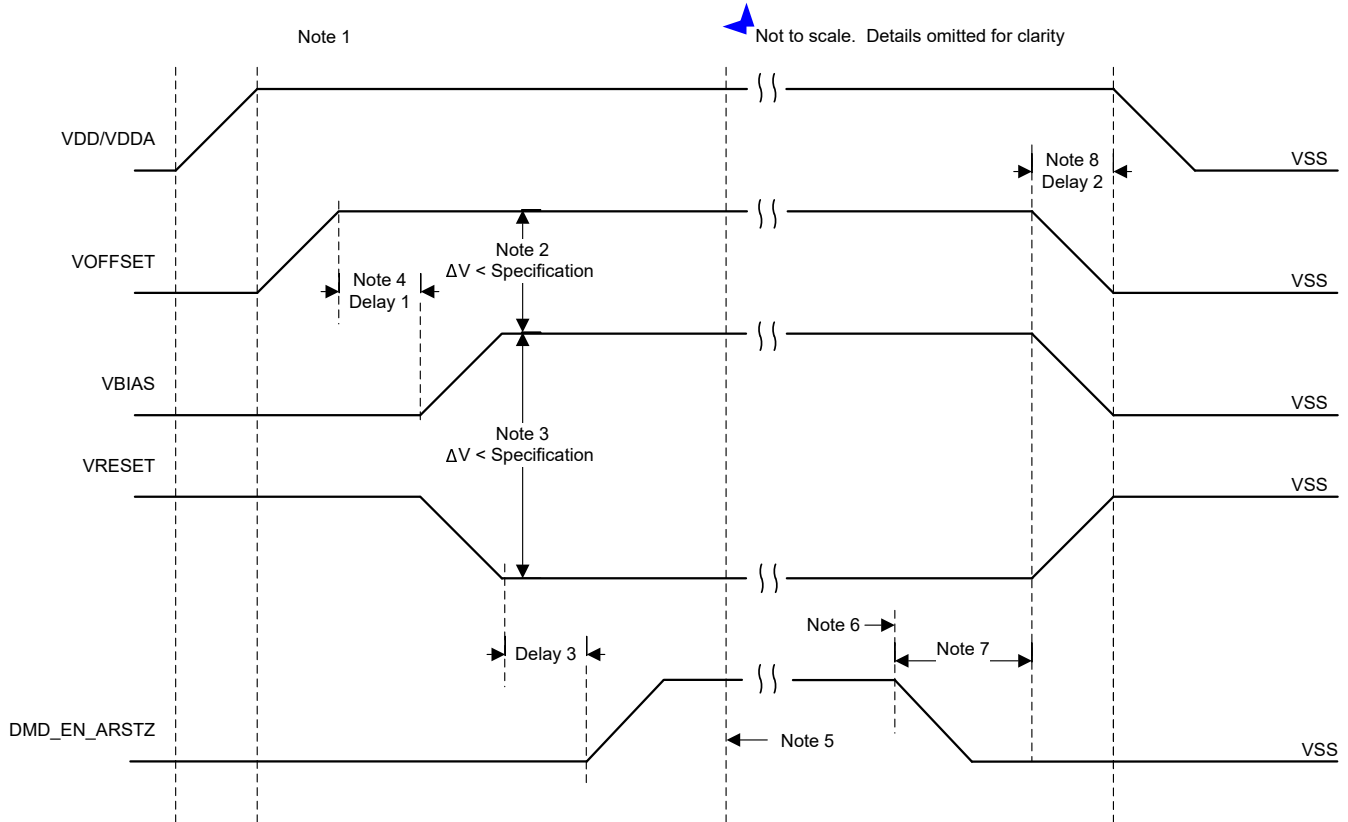 Note 1
Not to scale. Details omitted for clarity
VDD/VDDA
Note 8
Delay 2
VSS
VOFFSET
Note 2
ΔV < Specification
Note 4
Delay 1
VSS
VBIAS
VSS
Note 3
ΔV < Specification
VRESET
VSS
Note 6
Note 7
Delay 3
DMD_EN_ARSTZ
Note 5
VSS